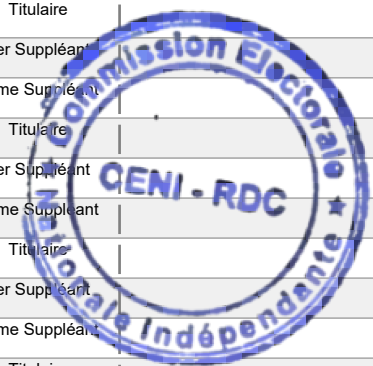 Titulaire
er Suppléant
me Suppléant
Titulaire
er Suppléant
me Suppléant
Titulaire
er Suppléant
me Suppléant
Titulaire
Commission Electorale
Nationale Indépendante
CENI - RDC